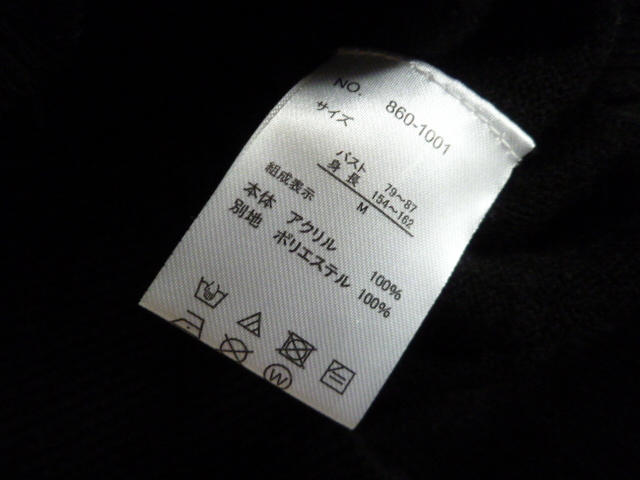 NO. 860-1001
サイズ
バスト 79～87
身長 154～162
M
組成表示
本体 アクリル 100%
別地 ポリエステル 100%
W